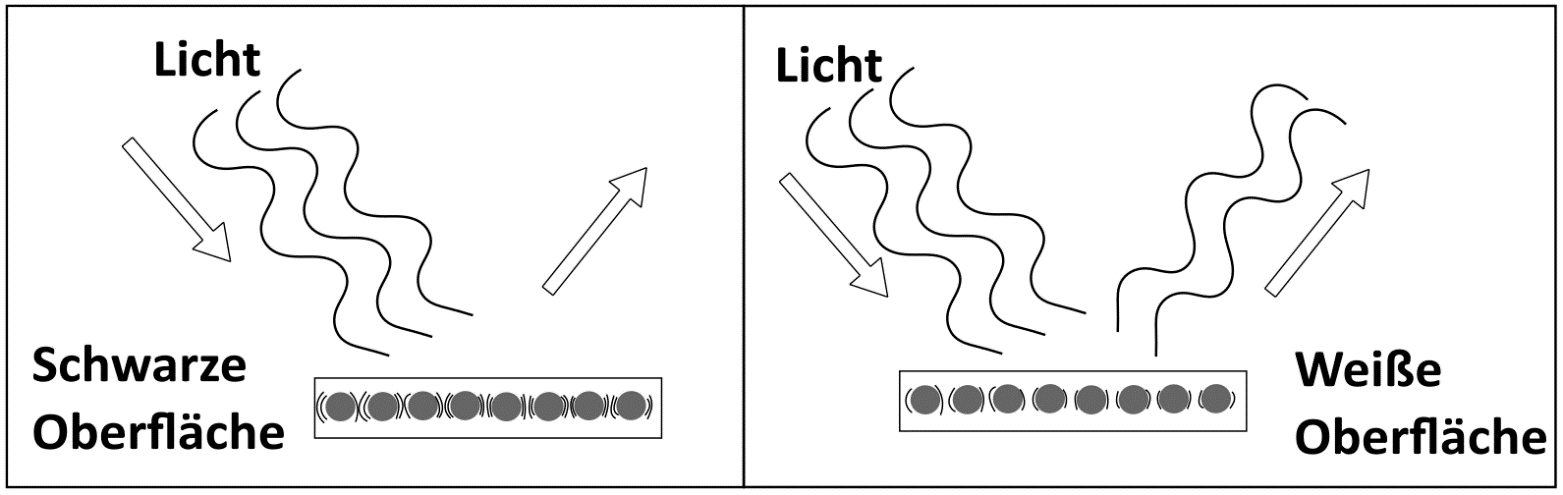 Licht
Schwarze
Oberfläche
Licht
Weiße
Oberfläche